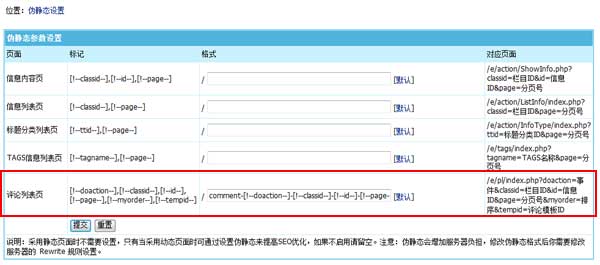 位置：伪静态设置
伪静态参数设置
页面 标记 格式 对应页面
信息内容页 [!--classid--],[!--id--],[!--page--] / [默认] /e/action/ShowInfo.php?
classid=栏目ID&id=信息
ID&page=分页号
信息列表页 [!--classid--],[!--page--] / [默认] /e/action/ListInfo/index.php?
classid=栏目ID&page=分页号
标题分类列表页 [!--ttid--],[!--page--] / [默认] /e/action/InfoType/index.php?
ttid=标题分类ID&page=分页号
TAGS信息列表页 [!--tagname--],[!--page--] / [默认] /e/tags/index.php?
tagname=TAGS名称&page=分页号
评论列表页 [!--doaction--],[!--classid--],[!--id--],
[!--page--],[!--myorder--],[!--tempid--] / comment-[!--doaction--]-[!--classid--]-[!--id--]-[!--page- [默认] /e/pl/index.php?doaction=事
件&classid=栏目ID&id=信息
ID&page=分页号&myorder=排
序&tempid=评论模板ID
提交 重置
说明：采用静态页面时不需要设置，只有当采用动态页面时可通过设置伪静态来提高SEO优化，如果不启用请留空。注意：伪静态会增加服务器负担，修改伪静态格式后你需要修改
服务器的 Rewrite 规则设置。